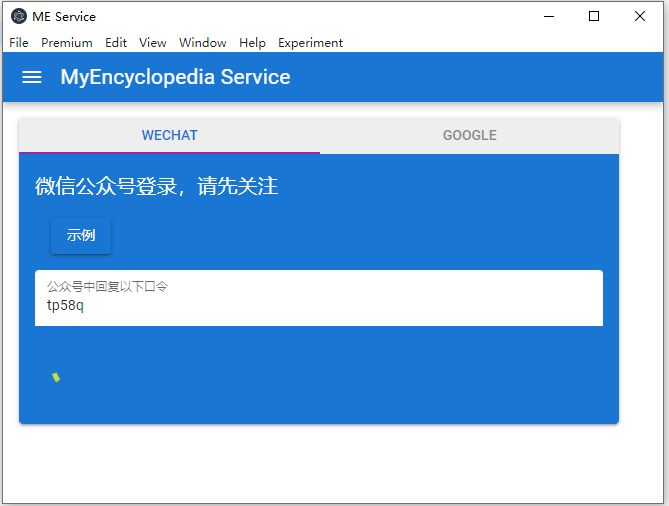 ME Service
File Premium Edit View Window Help Experiment
MyEncyclopedia Service
WECHAT GOOGLE
微信公众号登录，请先关注
示例
公众号中回复以下口令
tp58q